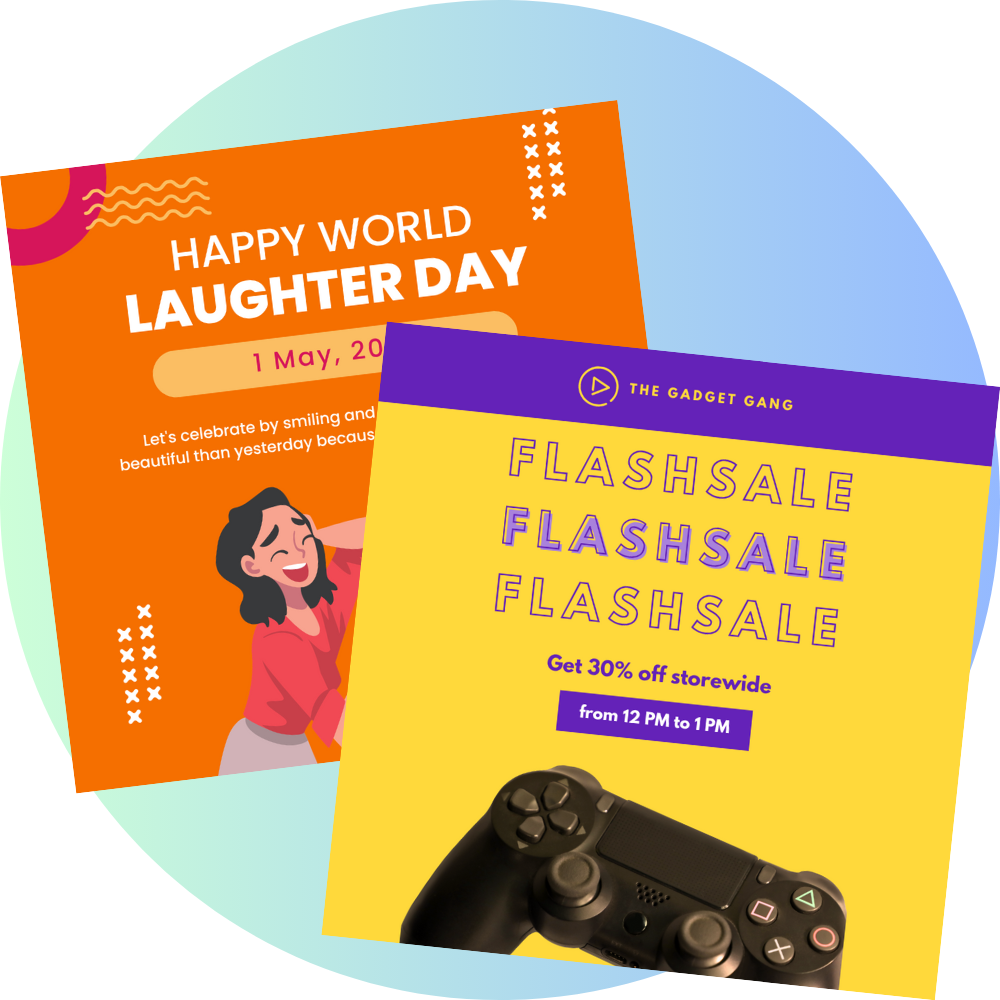 HAPPY WORLD
LAUGHTER DAY
1 May, 20
Let's celebrate by smiling and
beautiful than yesterday
THE GADGET GANG
FLASHSALE
FLASHSALE
FLASHSALE
Get 30% off storewide
from 12 PM to 1 PM